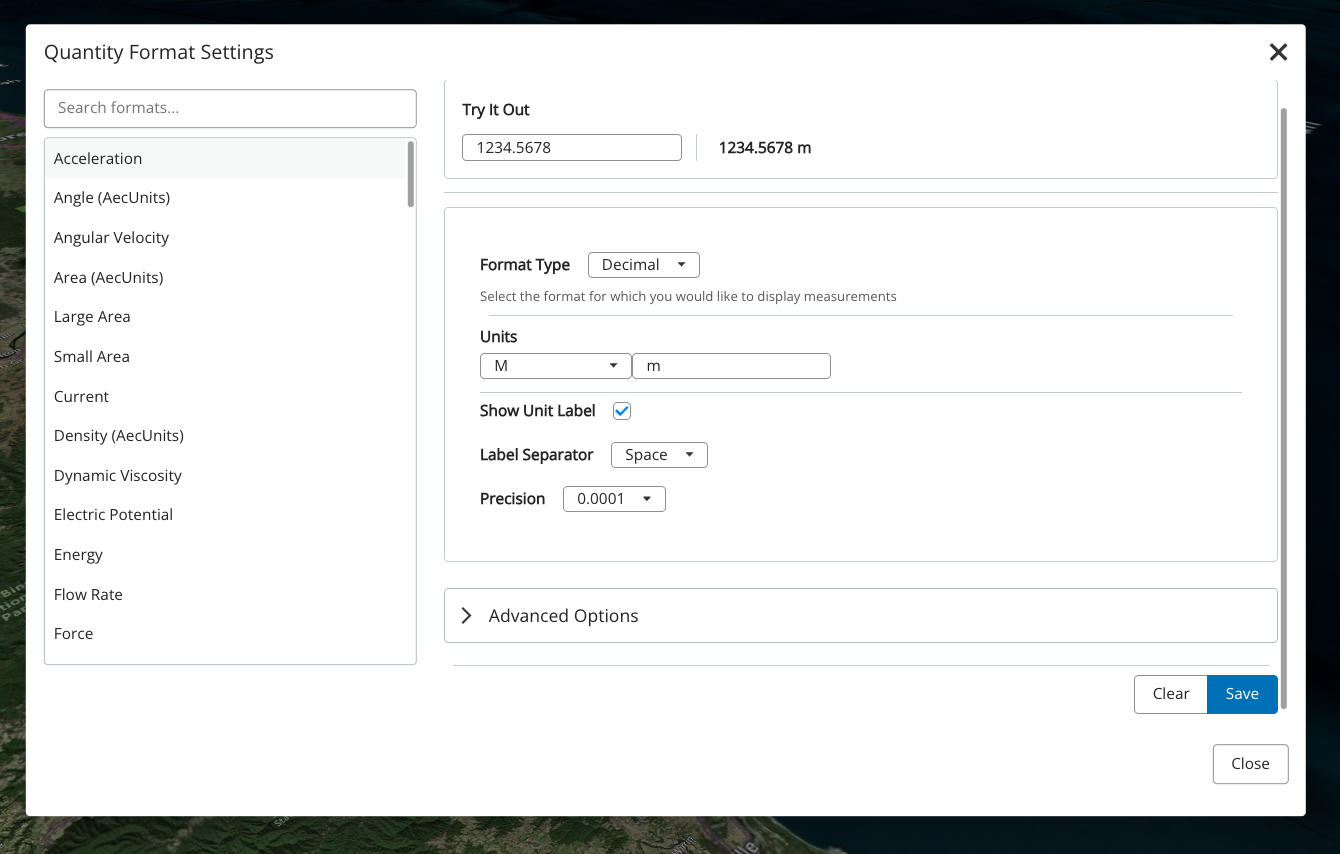 Quantity Format Settings
Search formats...
Acceleration
Angle (AecUnits)
Angular Velocity
Area (AecUnits)
Large Area
Small Area
Current
Density (AecUnits)
Dynamic Viscosity
Electric Potential
Energy
Flow Rate
Force
Try It Out
1234.5678
1234.5678 m
Format Type
Decimal
Select the format for which you would like to display measurements
Units
M
m
Show Unit Label
Label Separator
Space
Precision
0.0001
Advanced Options
Clear
Save
Close